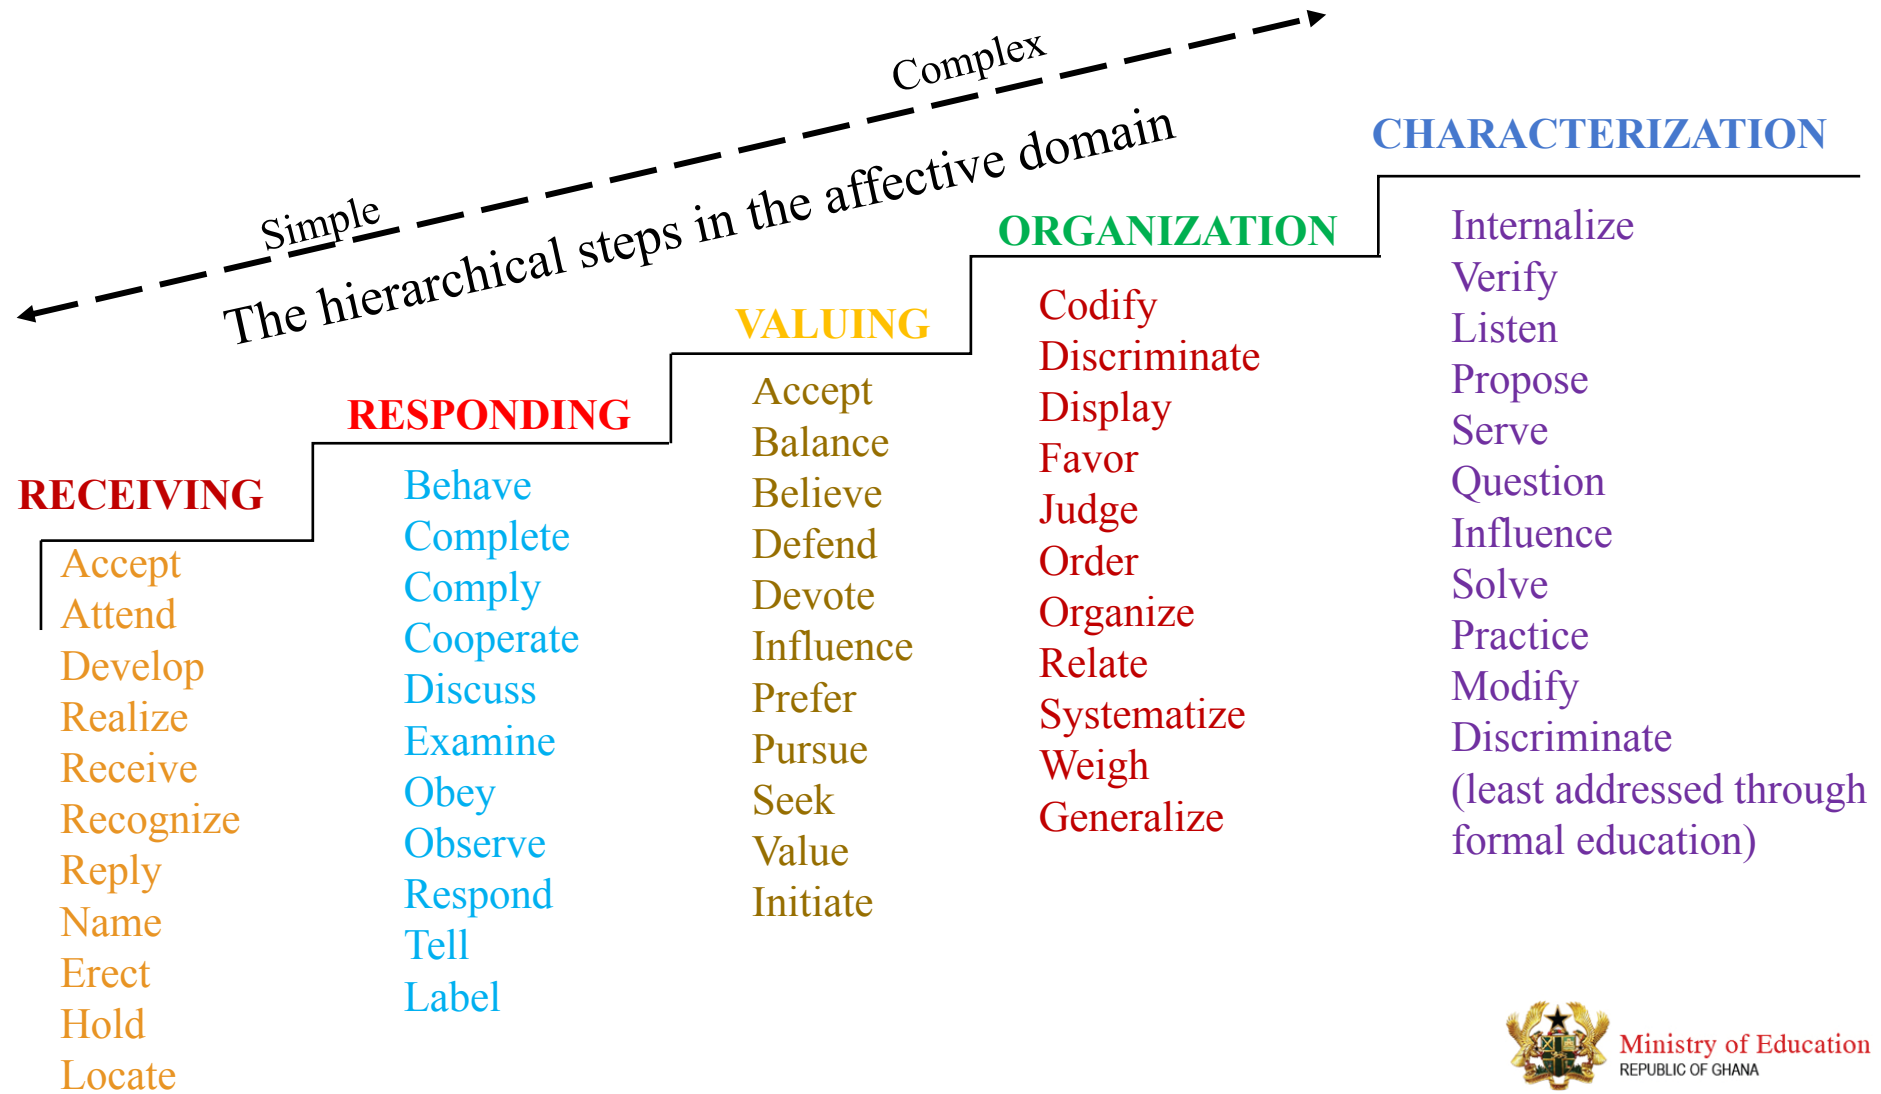 Complex
Simple
The hierarchical steps in the affective domain
RECEIVING
Accept
Attend
Develop
Realize
Receive
Recognize
Reply
Name
Erect
Hold
Locate
RESPONDING
Behave
Complete
Comply
Cooperate
Discuss
Examine
Obey
Observe
Respond
Tell
Label
VALUING
Accept
Balance
Believe
Defend
Devote
Influence
Prefer
Pursue
Seek
Value
Initiate
ORGANIZATION
Codify
Discriminate
Display
Favor
Judge
Order
Organize
Relate
Systematize
Weigh
Generalize
CHARACTERIZATION
Internalize
Verify
Listen
Propose
Serve
Question
Influence
Solve
Practice
Modify
Discriminate
(least addressed through
formal education)
Ministry of Education
REPUBLIC OF GHANA